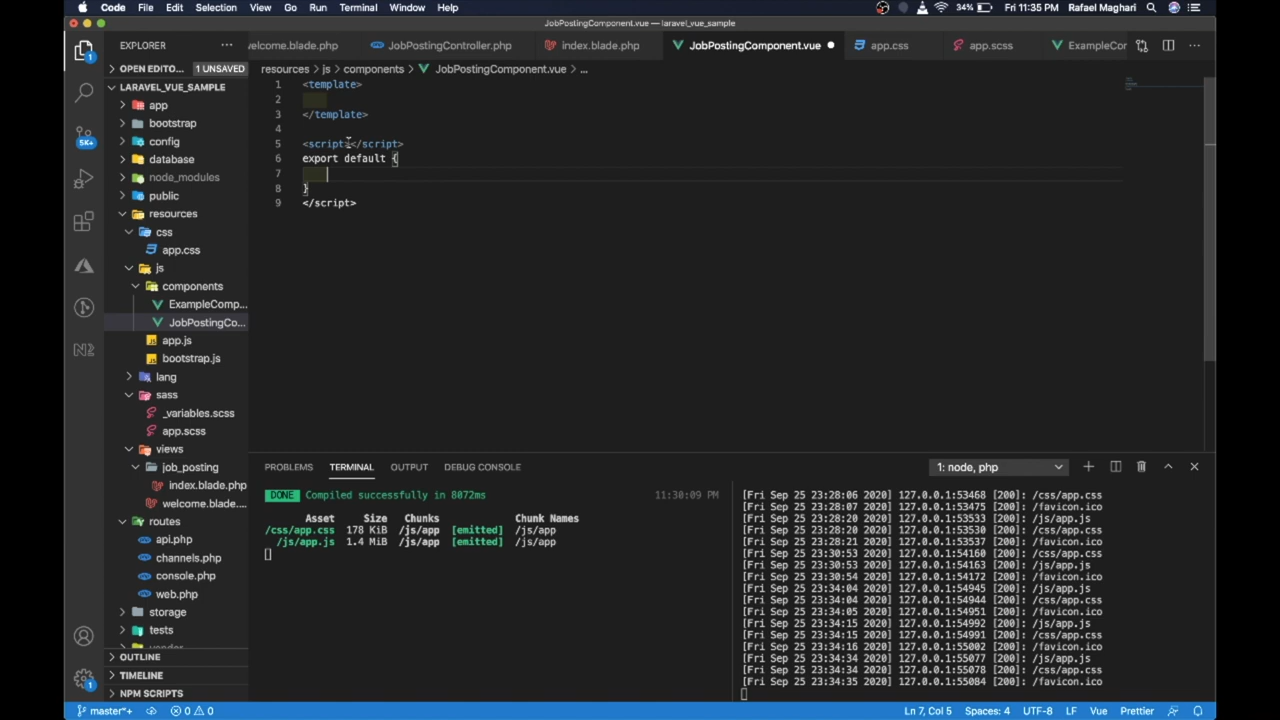 Code File Edit Selection View Go Run Terminal Window Help 34% Fri 11:35 PM Rafael Maghari
JobPostingComponent.vue — laravel_vue_sample
EXPLORER
welcome.blade.php JobPostingController.php index.blade.php JobPostingComponent.vue app.css app.scss ExampleCor
OPEN EDITO... 1 UNSAVED
resources > js > components > JobPostingComponent.vue > ...
LARAVEL_VUE_SAMPLE
app
bootstrap
config
database
node_modules
public
resources
css
app.css
js
components
ExampleComp...
JobPostingCo...
app.js
bootstrap.js
lang
sass
_variables.scss
app.scss
views
job_posting
index.blade.php
welcome.blade....
routes
api.php
channels.php
console.php
web.php
storage
tests
OUTLINE
TIMELINE
NPM SCRIPTS
1
5K+
1
1 <template>
2
3 </template>
4
5 <script></script>
6 export default {
7
8 }
9 </script>
PROBLEMS TERMINAL OUTPUT DEBUG CONSOLE 1: node, php
DONE Compiled successfully in 8072ms 11:30:09 PM
Asset Size Chunks Chunk Names
/css/app.css 178 KiB /js/app [emitted] /js/app
/js/app.js 1.4 MiB /js/app [emitted] /js/app
[Fri Sep 25 23:28:06 2020] 127.0.0.1:53468 [200]: /css/app.css
[Fri Sep 25 23:28:07 2020] 127.0.0.1:53475 [200]: /favicon.ico
[Fri Sep 25 23:28:20 2020] 127.0.0.1:53533 [200]: /js/app.js
[Fri Sep 25 23:28:20 2020] 127.0.0.1:53530 [200]: /css/app.css
[Fri Sep 25 23:28:21 2020] 127.0.0.1:53537 [200]: /favicon.ico
[Fri Sep 25 23:30:53 2020] 127.0.0.1:54160 [200]: /css/app.css
[Fri Sep 25 23:30:53 2020] 127.0.0.1:54163 [200]: /js/app.js
[Fri Sep 25 23:30:54 2020] 127.0.0.1:54172 [200]: /favicon.ico
[Fri Sep 25 23:34:04 2020] 127.0.0.1:54945 [200]: /js/app.js
[Fri Sep 25 23:34:04 2020] 127.0.0.1:54944 [200]: /css/app.css
[Fri Sep 25 23:34:05 2020] 127.0.0.1:54951 [200]: /favicon.ico
[Fri Sep 25 23:34:15 2020] 127.0.0.1:54992 [200]: /js/app.js
[Fri Sep 25 23:34:15 2020] 127.0.0.1:54991 [200]: /css/app.css
[Fri Sep 25 23:34:16 2020] 127.0.0.1:55002 [200]: /favicon.ico
[Fri Sep 25 23:34:34 2020] 127.0.0.1:55077 [200]: /js/app.js
[Fri Sep 25 23:34:34 2020] 127.0.0.1:55078 [200]: /css/app.css
[Fri Sep 25 23:34:35 2020] 127.0.0.1:55084 [200]: /favicon.ico
master*+ 0 0 Ln 7, Col 5 Spaces: 4 UTF-8 LF Vue Prettier